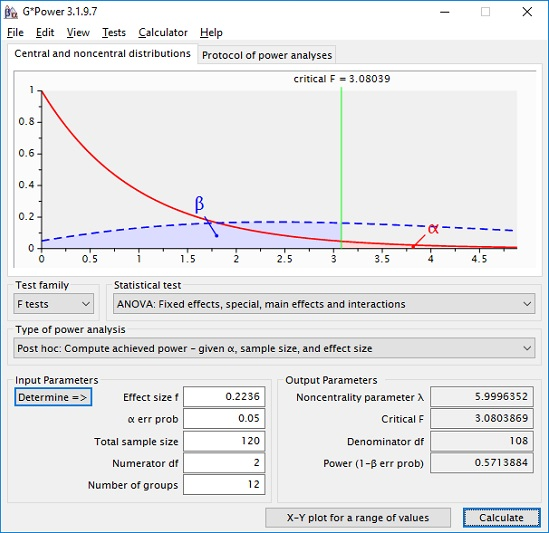 G*Power 3.1.9.7
File Edit View Tests Calculator Help
Central and noncentral distributions Protocol of power analyses
critical F = 3.08039
1
0.8
0.6
0.4
0.2
0
β
α
0 0.5 1 1.5 2 2.5 3 3.5 4 4.5
Test family Statistical test
F tests ANOVA: Fixed effects, special, main effects and interactions
Type of power analysis
Post hoc: Compute achieved power - given α, sample size, and effect size
Input Parameters Output Parameters
Determine => Effect size f 0.2236 Noncentrality parameter λ 5.9996352
α err prob 0.05 Critical F 3.0803869
Total sample size 120 Denominator df 108
Numerator df 2 Power (1-β err prob) 0.5713884
Number of groups 12
X-Y plot for a range of values Calculate